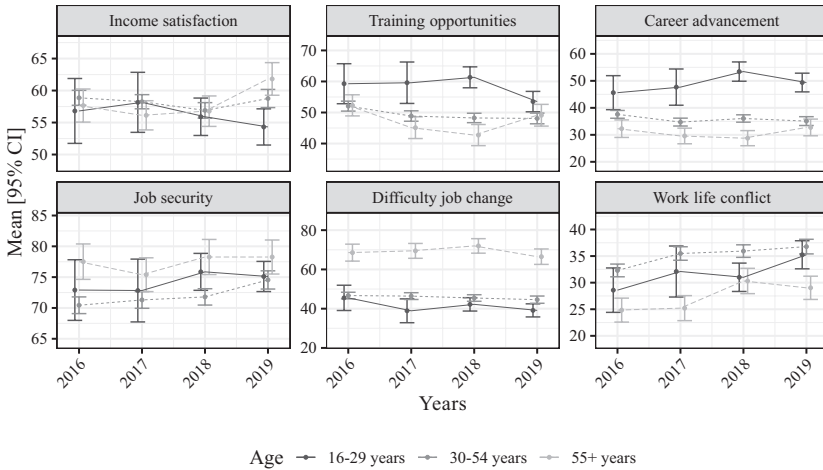 Income satisfaction
Training opportunities
Career advancement
65
60
55
50
70
60
50
40
60
50
40
30
20
Job security
Difficulty job change
Work life conflict
85
80
75
70
65
80
60
40
20
40
35
30
25
20
Mean [95% CI]
2016 2017 2018 2019
2016 2017 2018 2019
2016 2017 2018 2019
Years
Age 16-29 years 30-54 years 55+ years